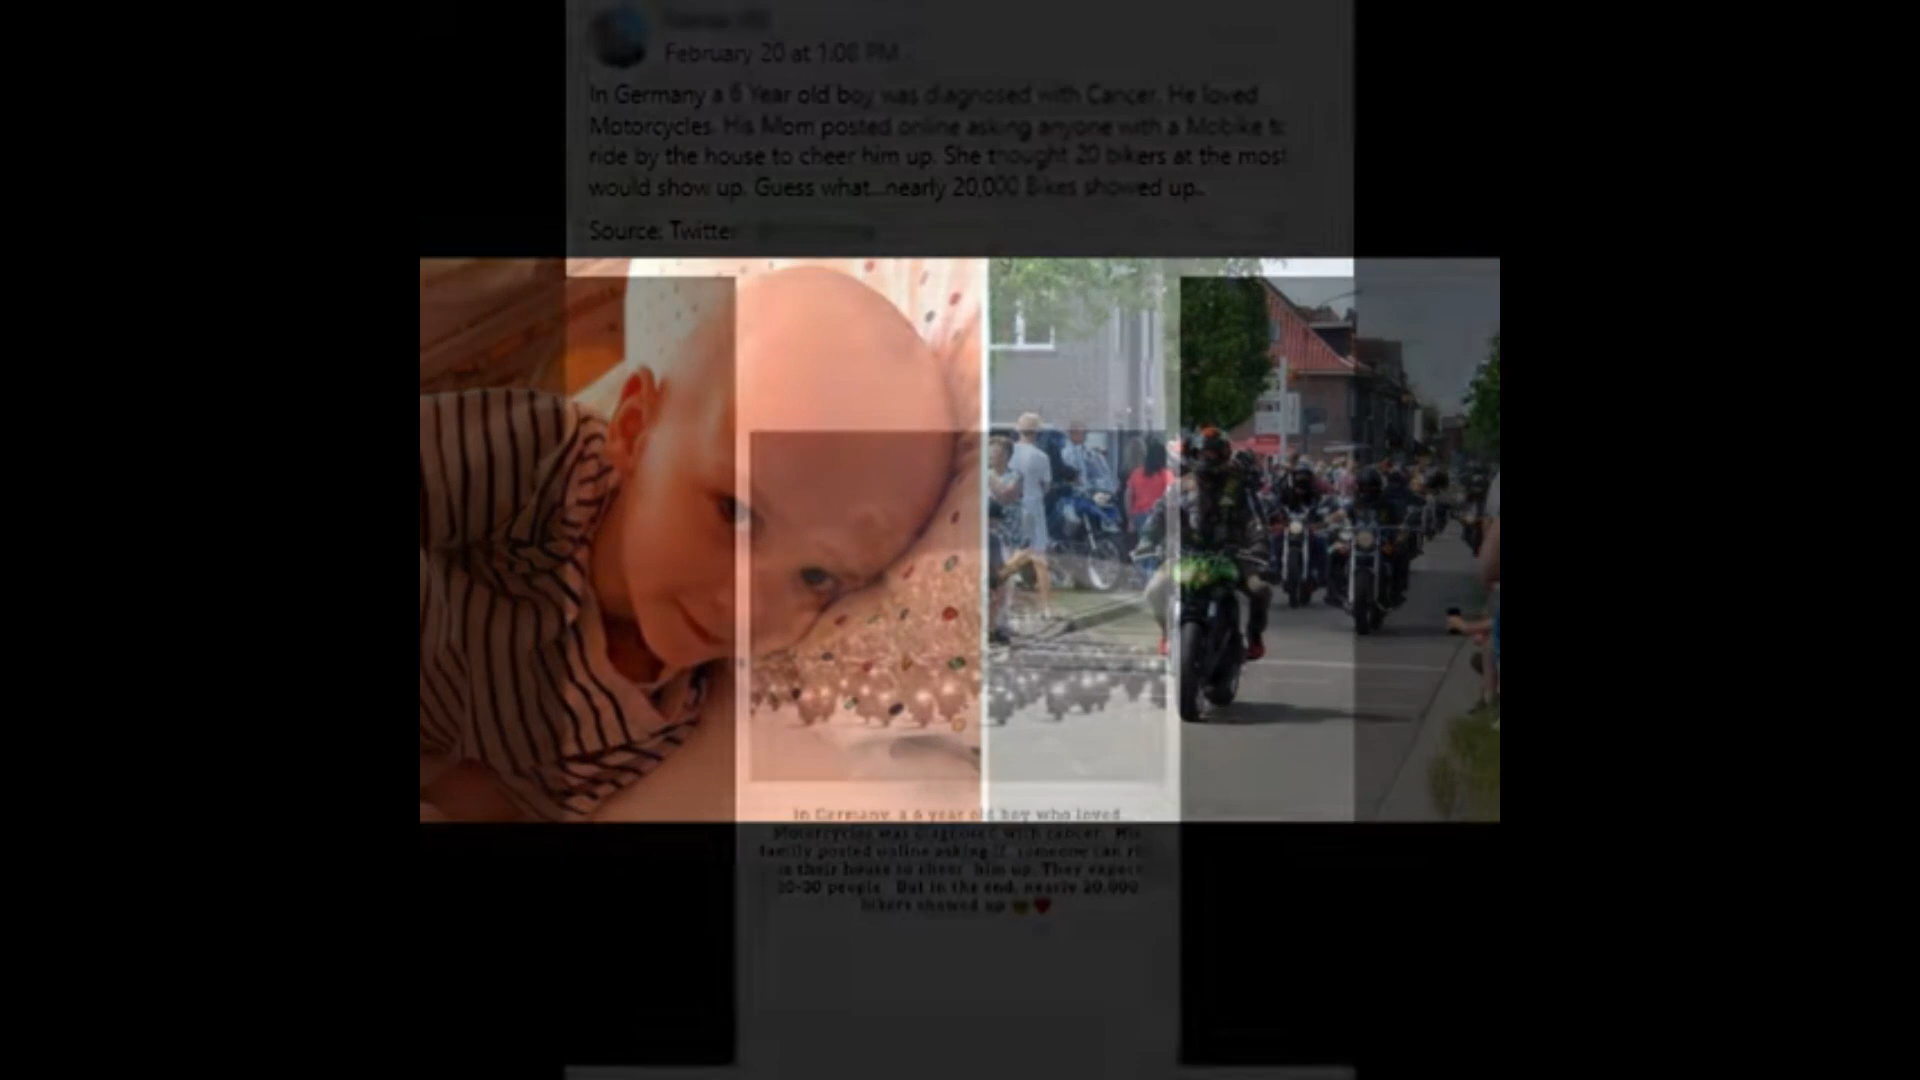 February 20 at 1:08 PM
In Germany a 6 Year old boy was diagnosed with Cancer. He loved
Motorcycles. His Mom posted online asking anyone with a Mobike to
ride by the house to cheer him up. She thought 20 bikers at the most
would show up. Guess what...nearly 20,000 Bikes showed up..
Source: Twitter
In Germany, a 6 year old boy who loved
Motorcycles was diagnosed with cancer. His
family posted online asking if someone can
their house to cheer him up. They
people. But in the end, nearly 20.000
bikers showed up